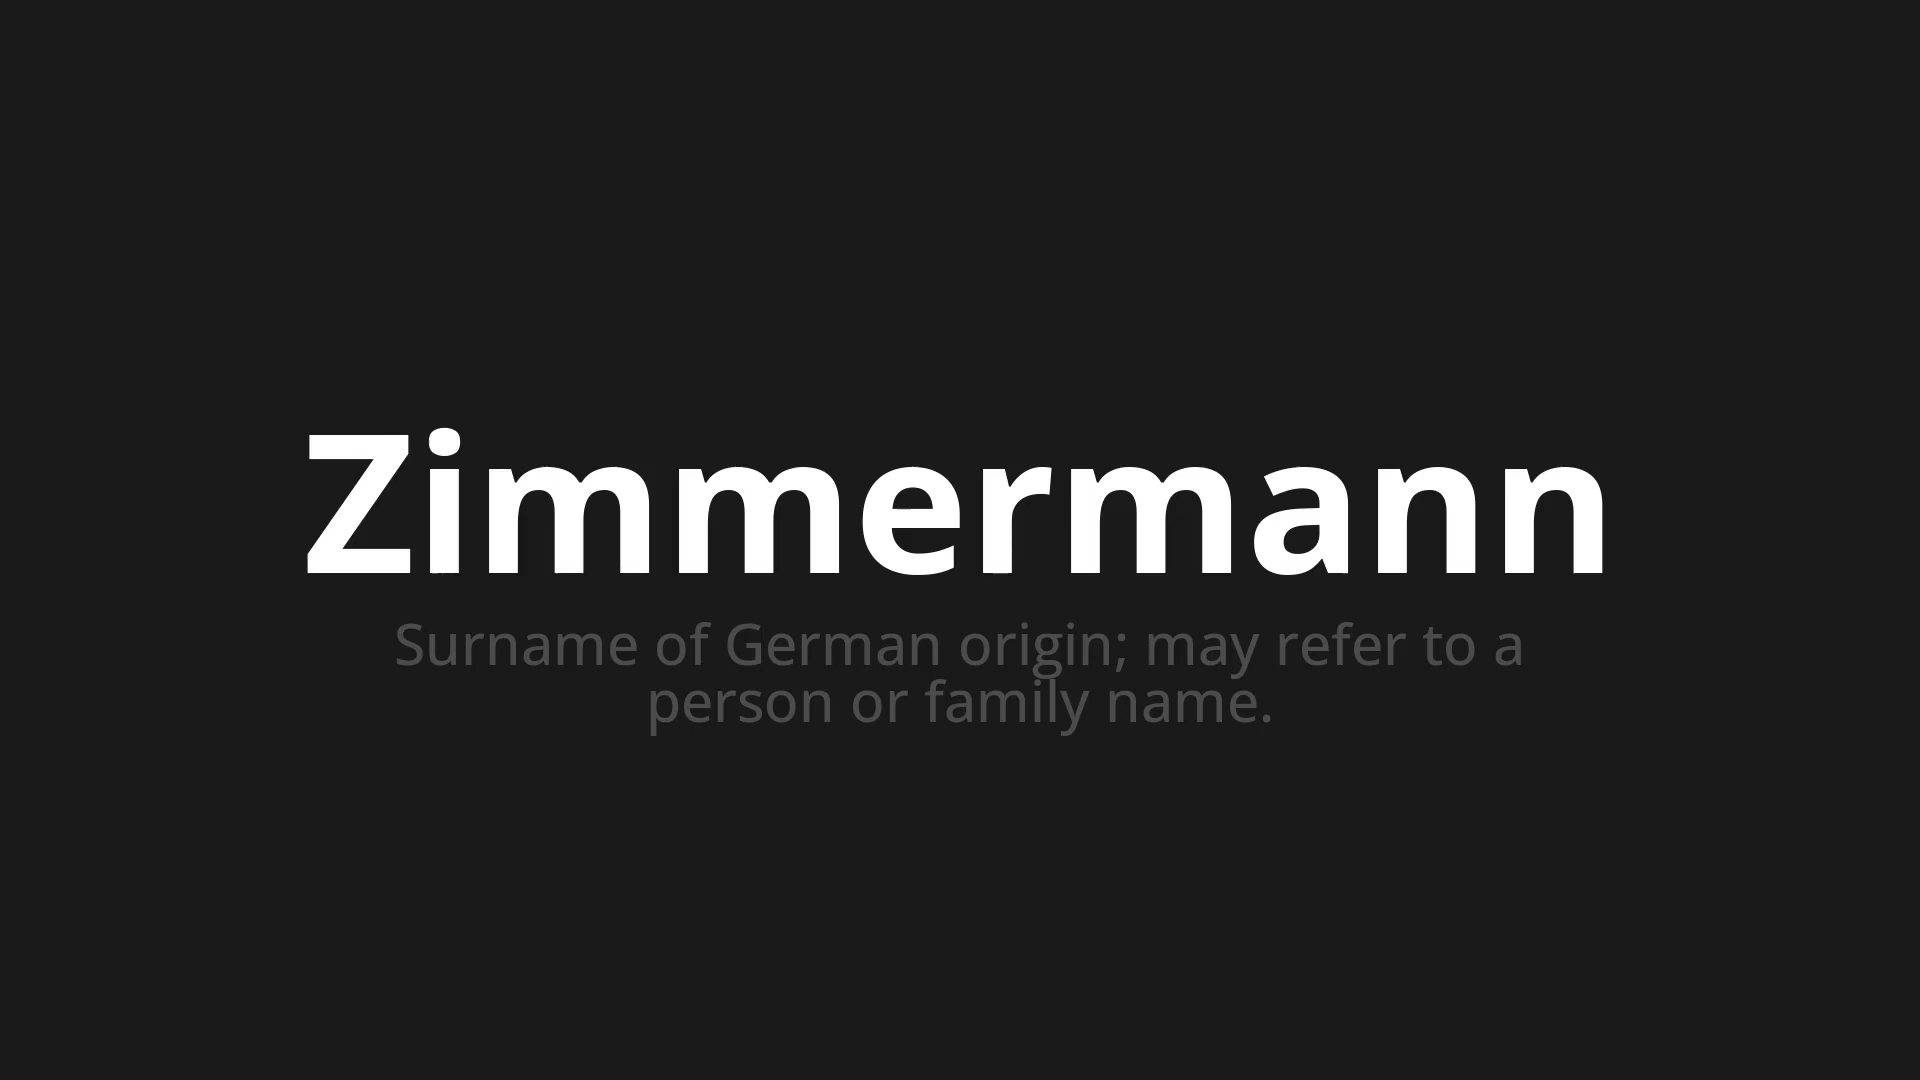 Zimmermann
Surname of German origin; may refer to a
person or family name.